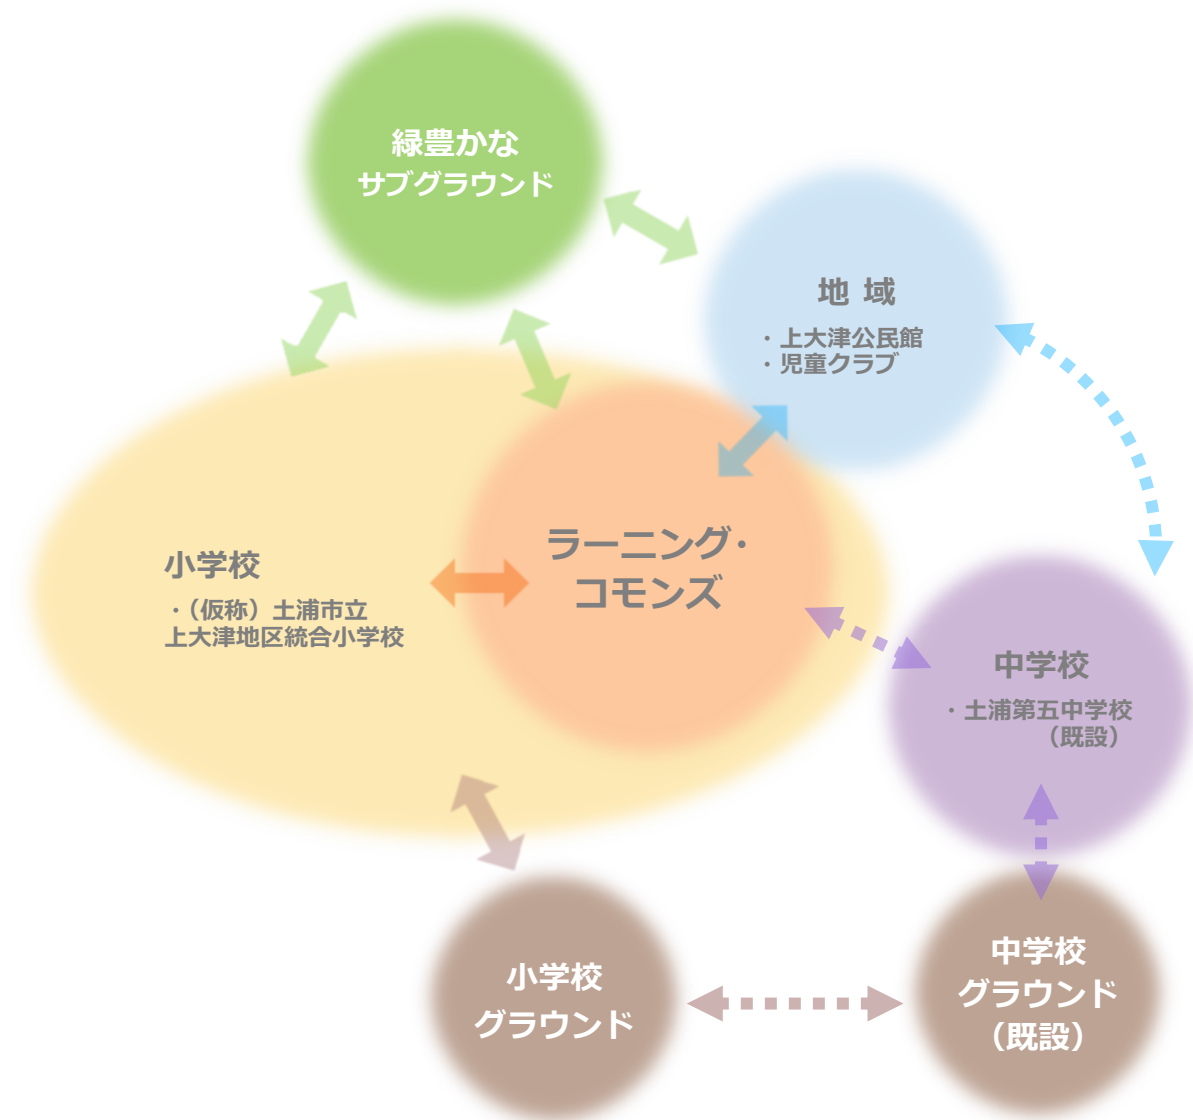 緑豊かな
サブグラウンド
地 域
・上大津公民館
・児童クラブ
ラーニング・
コモンズ
小学校
・（仮称）土浦市立
上大津地区統合小学校
中学校
・土浦第五中学校
（既設）
小学校
グラウンド
中学校
グラウンド
（既設）